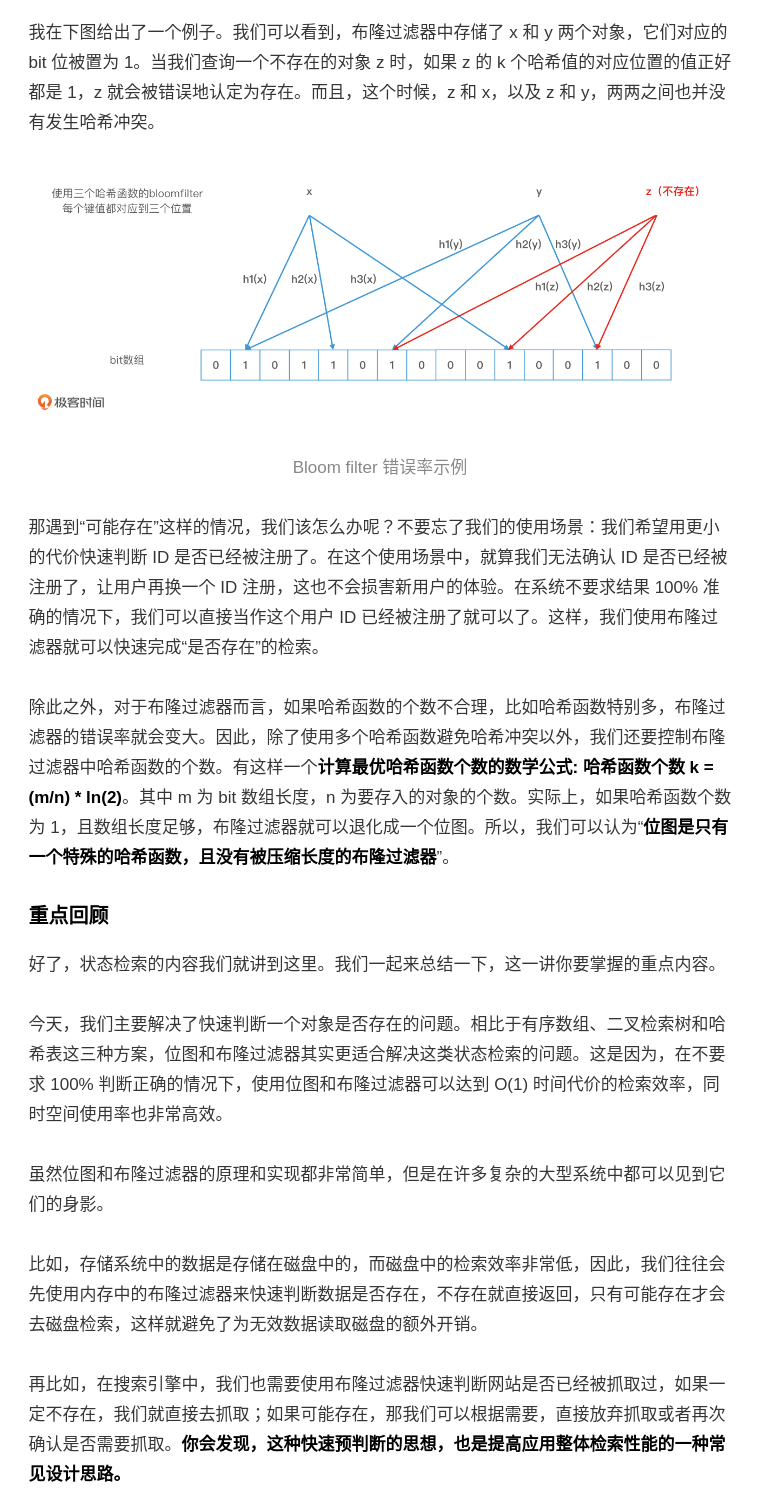 我在下图给出了一个例子。我们可以看到，布隆过滤器中存储了 x 和 y 两个对象，它们对应的
bit 位被置为 1。当我们查询一个不存在的对象 z 时，如果 z 的 k 个哈希值的对应位置的值正好
都是 1，z 就会被错误地认定为存在。而且，这个时候，z 和 x，以及 z 和 y，两两之间也并没
有发生哈希冲突。
使用三个哈希函数的bloomfilter
每个键值都对应到三个位置
x
y
z（不存在）
h1(y)
h2(y)
h3(y)
h1(x)
h2(x)
h3(x)
h1(z)
h2(z)
h3(z)
bit数组
0 1 0 1 1 0 1 0 0 0 1 0 0 1 0 0
极客时间
Bloom filter 错误率示例
那遇到“可能存在”这样的情况，我们该怎么办呢？不要忘了我们的使用场景：我们希望用更小
的代价快速判断 ID 是否已经被注册了。在这个使用场景中，就算我们无法确认 ID 是否已经被
注册了，让用户再换一个 ID 注册，这也不会损害新用户的体验。在系统不要求结果 100% 准
确的情况下，我们可以直接当作这个用户 ID 已经被注册了就可以了。这样，我们使用布隆过
滤器就可以快速完成“是否存在”的检索。
除此之外，对于布隆过滤器而言，如果哈希函数的个数不合理，比如哈希函数特别多，布隆过
滤器的错误率就会变大。因此，除了使用多个哈希函数避免哈希冲突以外，我们还要控制布隆
过滤器中哈希函数的个数。有这样一个计算最优哈希函数个数的数学公式: 哈希函数个数 k =
(m/n) * ln(2)。其中 m 为 bit 数组长度，n 为要存入的对象的个数。实际上，如果哈希函数个数
为 1，且数组长度足够，布隆过滤器就可以退化成一个位图。所以，我们可以认为“位图是只有
一个特殊的哈希函数，且没有被压缩长度的布隆过滤器”。
重点回顾
好了，状态检索的内容我们就讲到这里。我们一起来总结一下，这一讲你要掌握的重点内容。
今天，我们主要解决了快速判断一个对象是否存在的问题。相比于有序数组、二叉检索树和哈
希表这三种方案，位图和布隆过滤器其实更适合解决这类状态检索的问题。这是因为，在不要
求 100% 判断正确的情况下，使用位图和布隆过滤器可以达到 O(1) 时间代价的检索效率，同
时空间使用率也非常高效。
虽然位图和布隆过滤器的原理和实现都非常简单，但是在许多复杂的大型系统中都可以见到它
们的身影。
比如，存储系统中的数据是存储在磁盘中的，而磁盘中的检索效率非常低，因此，我们往往会
先使用内存中的布隆过滤器来快速判断数据是否存在，不存在就直接返回，只有可能存在才会
去磁盘检索，这样就避免了为无效数据读取磁盘的额外开销。
再比如，在搜索引擎中，我们也需要使用布隆过滤器快速判断网站是否已经被抓取过，如果一
定不存在，我们就直接去抓取；如果可能存在，那我们可以根据需要，直接放弃抓取或者再次
确认是否需要抓取。你会发现，这种快速预判断的思想，也是提高应用整体检索性能的一种常
见设计思路。